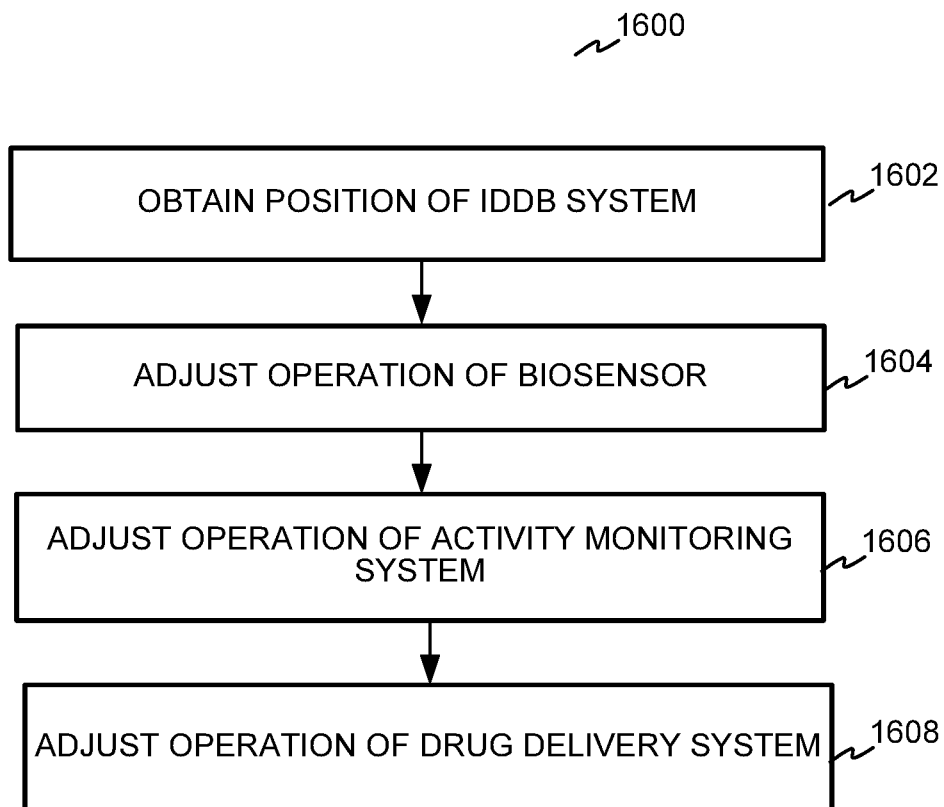 1600
OBTAIN POSITION OF IDDB SYSTEM
1602
ADJUST OPERATION OF BIOSENSOR
1604
ADJUST OPERATION OF ACTIVITY MONITORING
SYSTEM
1606
ADJUST OPERATION OF DRUG DELIVERY SYSTEM
1608